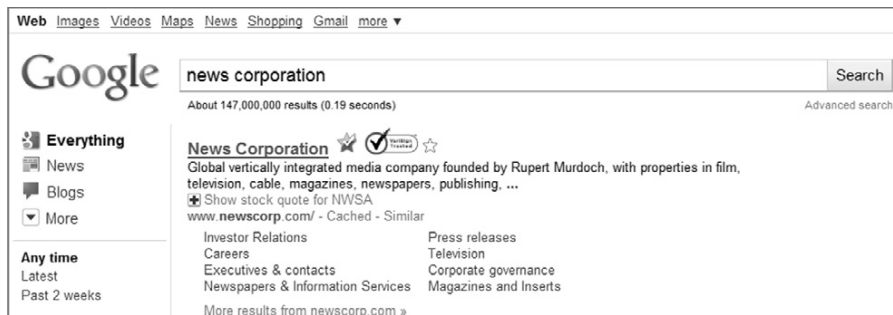 Web Images Videos Maps News Shopping Gmail more ▼
Google
news corporation Search
About 147,000,000 results (0.19 seconds) Advanced search
Everything
News
Blogs
More
Any time
Latest
Past 2 weeks
News Corporation VeriSign Trusted
Global vertically integrated media company founded by Rupert Murdoch, with properties in film,
television, cable, magazines, newspapers, publishing, ...
Show stock quote for NWSA
www.newscorp.com/ - Cached - Similar
Investor Relations Press releases
Careers Television
Executives & contacts Corporate governance
Newspapers & Information Services Magazines and Inserts
More results from newscorp.com »